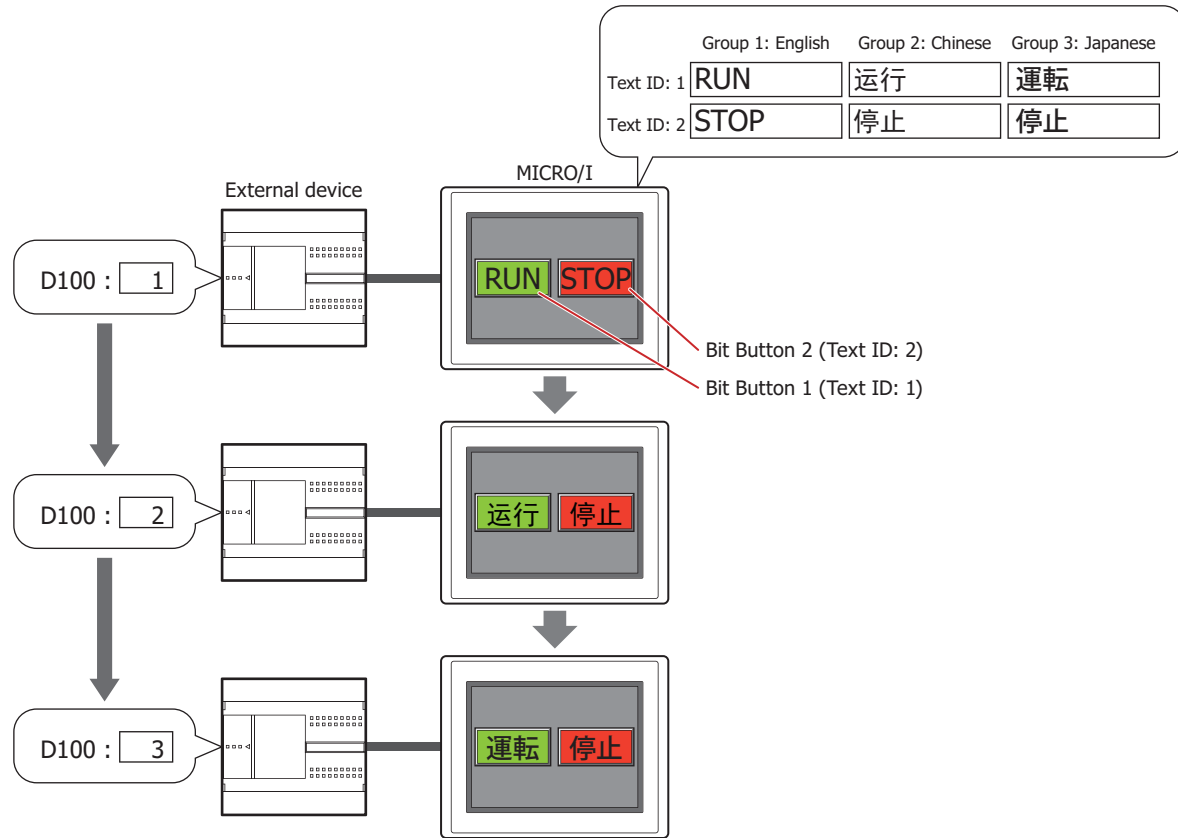 Group 1: English Group 2: Chinese Group 3: Japanese
Text ID: 1 RUN 运行 運転
Text ID: 2 STOP 停止 停止
MICRO/I
External device
D100 : 1
RUN STOP
Bit Button 2 (Text ID: 2)
Bit Button 1 (Text ID: 1)
D100 : 2
运行 停止
D100 : 3
運転 停止